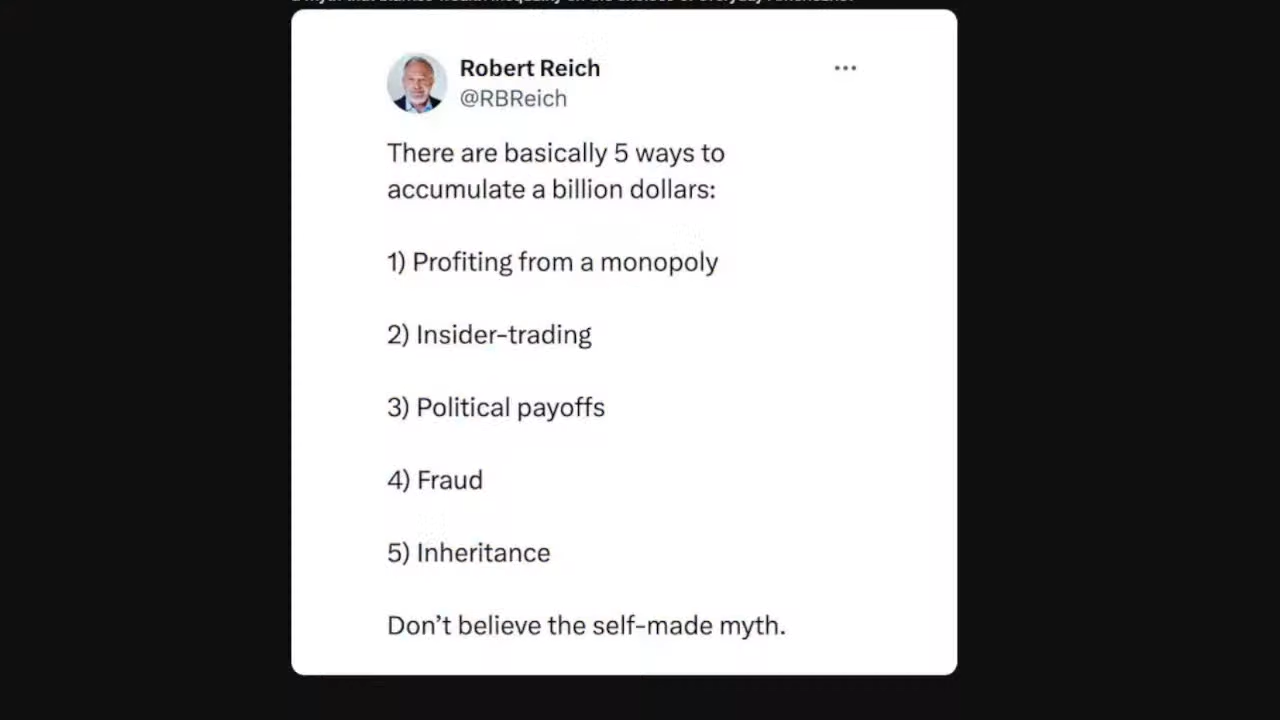 Robert Reich
@RBReich
There are basically 5 ways to
accumulate a billion dollars:
1) Profiting from a monopoly
2) Insider-trading
3) Political payoffs
4) Fraud
5) Inheritance
Don’t believe the self-made myth.